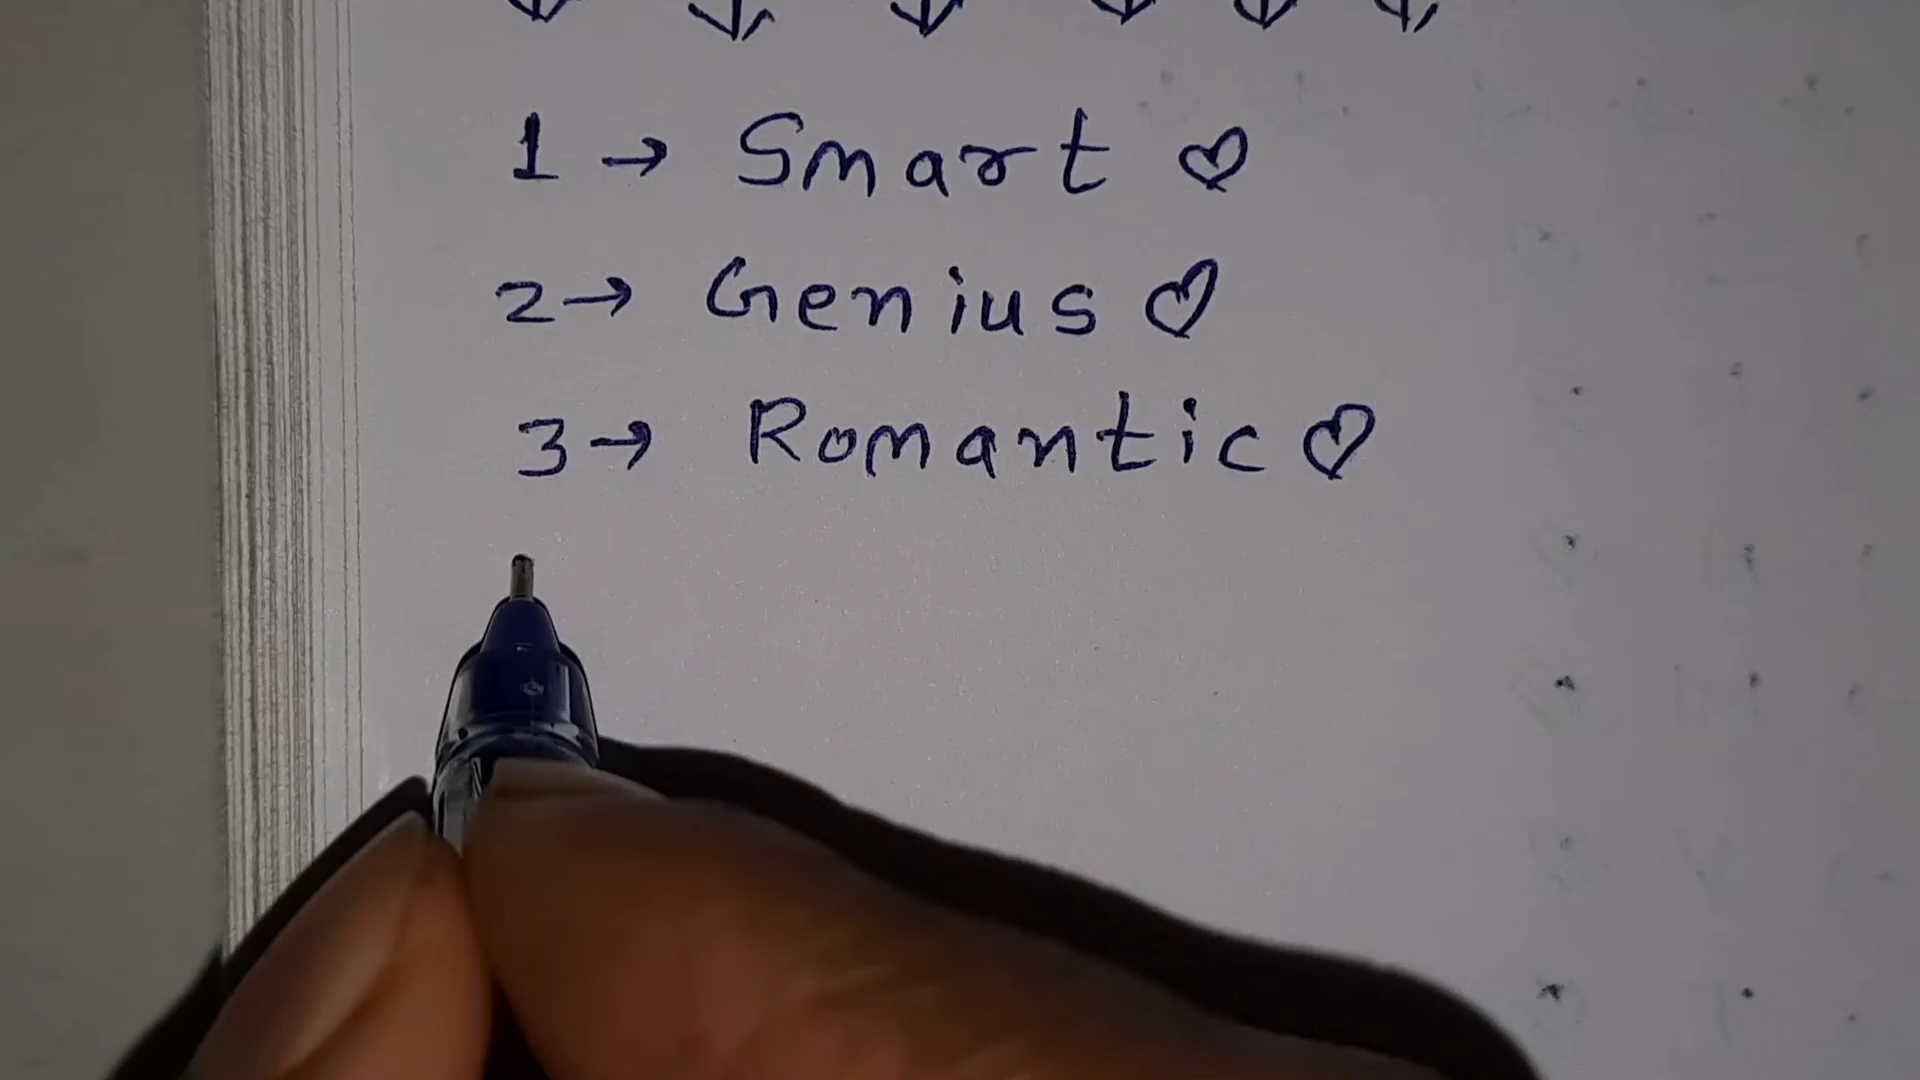 1 → Smart ♡
2 → Genius ♡
3 → Romantic ♡